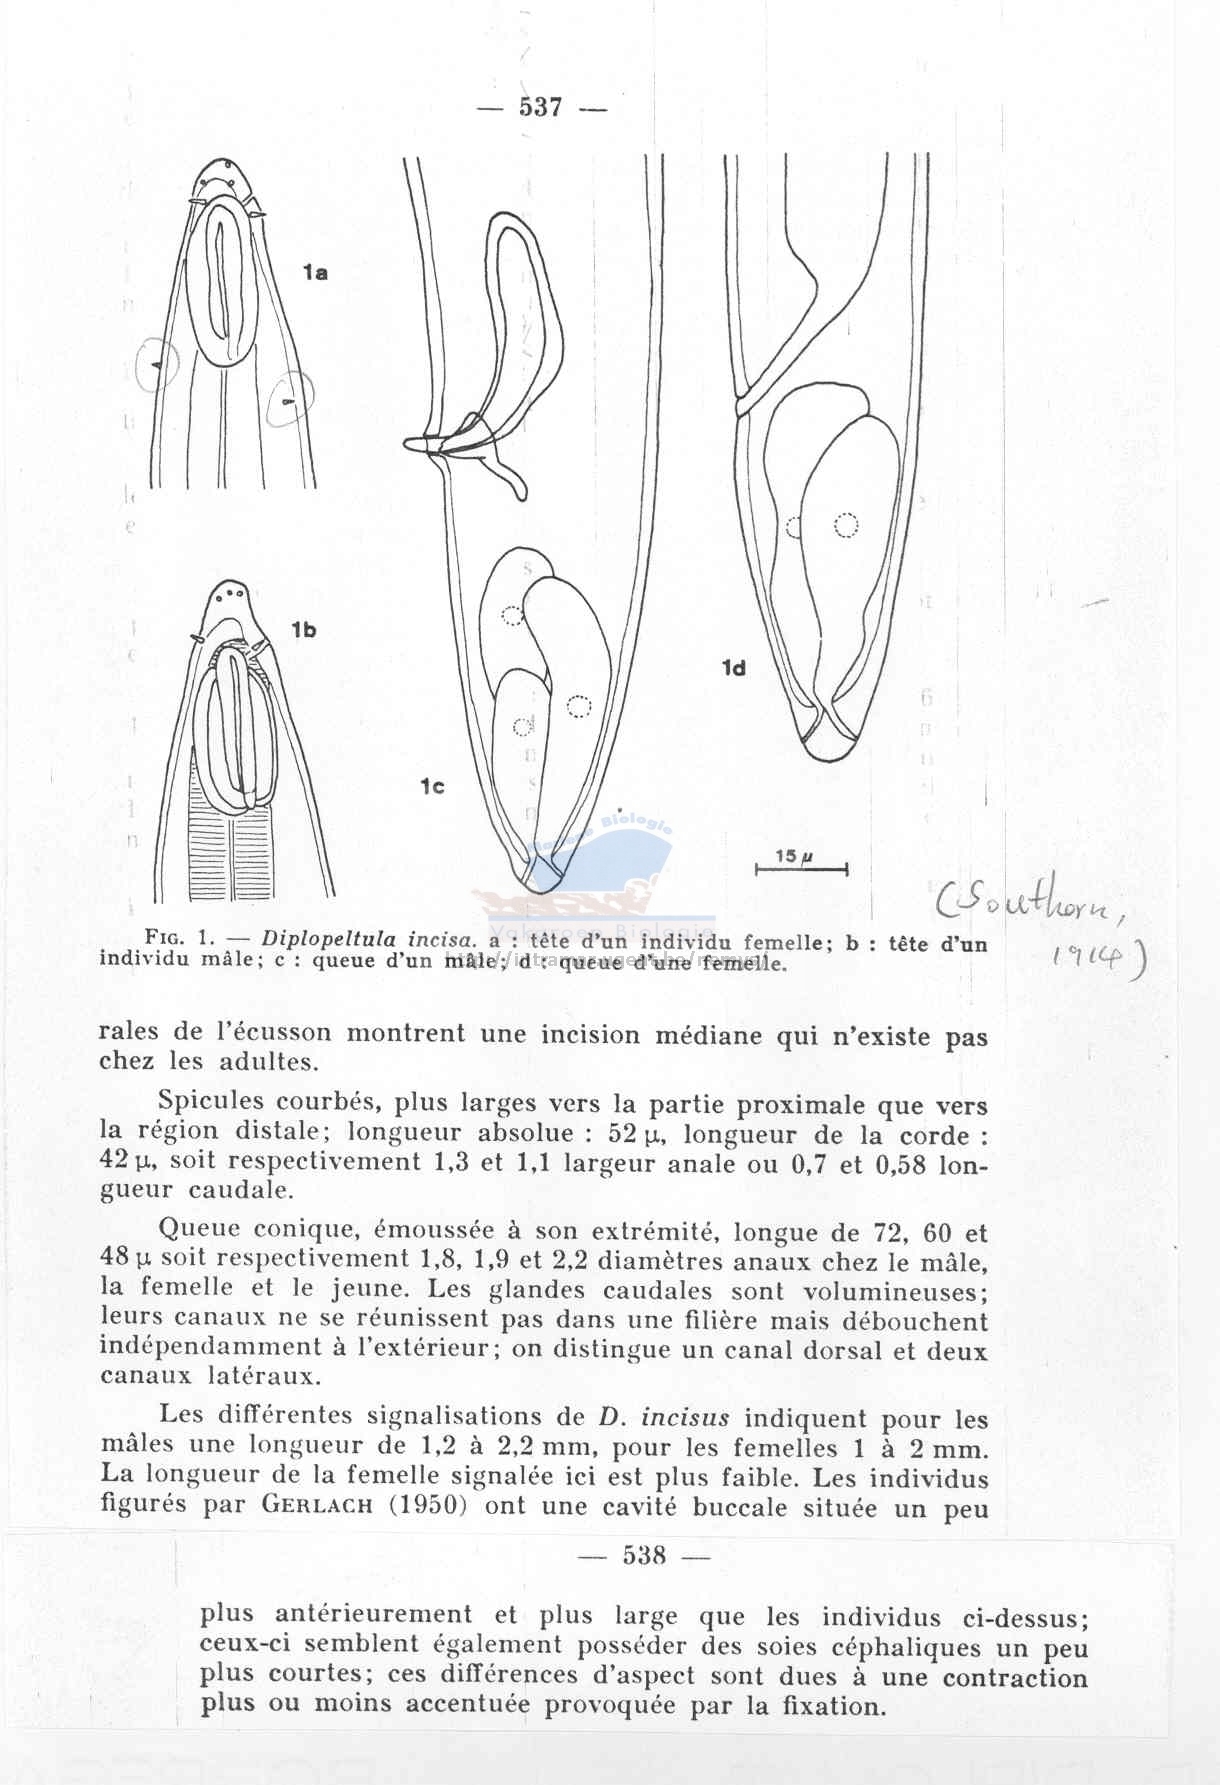 — 537 —
1a
1b
1c
1d
15 µ
(Southern,
1914)
Mariene Biologie
Vakgroep Biologie
http://intramar.ugent.be/nemys/
FIG. 1. — Diplopeltula incisa. a : tête d'un individu femelle; b : tête d'un
individu mâle; c : queue d'un mâle; d : queue d'une femelle.
rales de l'écusson montrent une incision médiane qui n'existe pas
chez les adultes.
Spicules courbés, plus larges vers la partie proximale que vers
la région distale; longueur absolue : 52 µ, longueur de la corde :
42 µ, soit respectivement 1,3 et 1,1 largeur anale ou 0,7 et 0,58 lon-
gueur caudale.
Queue conique, émoussée à son extrémité, longue de 72, 60 et
48 µ soit respectivement 1,8, 1,9 et 2,2 diamètres anaux chez le mâle,
la femelle et le jeune. Les glandes caudales sont volumineuses;
leurs canaux ne se réunissent pas dans une filière mais débouchent
indépendamment à l'extérieur; on distingue un canal dorsal et deux
canaux latéraux.
Les différentes signalisations de D. incisus indiquent pour les
mâles une longueur de 1,2 à 2,2 mm, pour les femelles 1 à 2 mm.
La longueur de la femelle signalée ici est plus faible. Les individus
figurés par GERLACH (1950) ont une cavité buccale située un peu
— 538 —
plus antérieurement et plus large que les individus ci-dessus;
ceux-ci semblent également posséder des soies céphaliques un peu
plus courtes; ces différences d'aspect sont dues à une contraction
plus ou moins accentuée provoquée par la fixation.